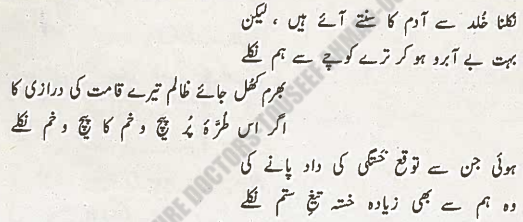 نکلنا خُلد سے آدم کا سنتے آئے ہیں ، لیکن
بہت بے آبرو ہو کر ترے کوچے سے ہم نکلے
بھرم کھل جائے ظالم تیرے قامت کی درازی کا
اگر اس طُرّۂ پُر پیچ و خم کا پیچ و خم نکلے
ہوئی جن سے توقع خستگی کی داد پانے کی
وہ ہم سے بھی زیادہ خستہ تیغِ ستم نکلے